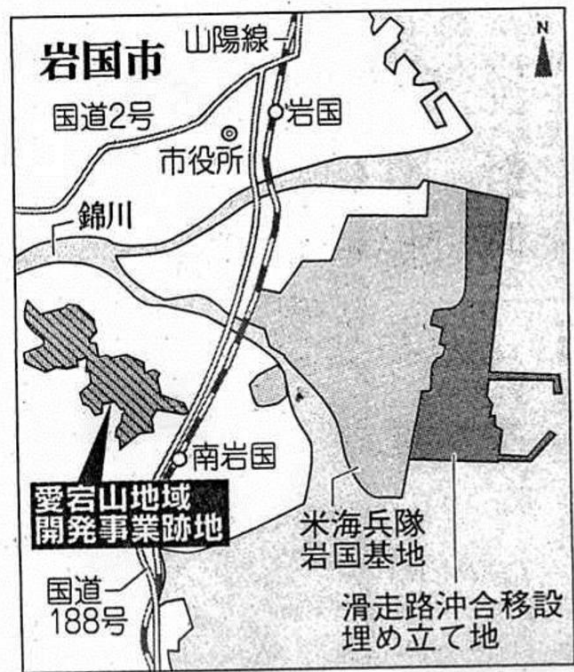 岩国市
山陽線
N
国道2号
岩国
市役所
錦川
南岩国
愛宕山地域
開発事業跡地
米海兵隊
岩国基地
国道
188号
滑走路沖合移設
埋め立て地